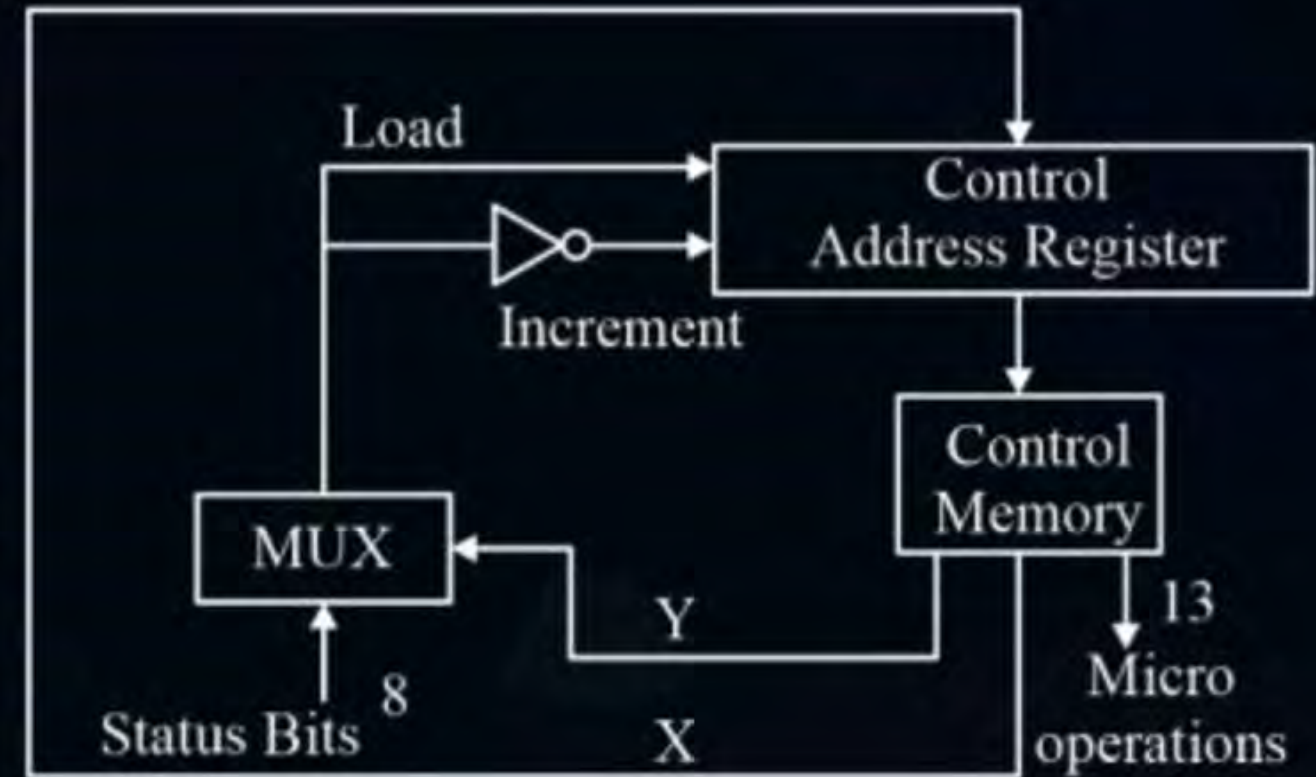 Load
Control
Address Register
Increment
Control
Memory
MUX
Y
13
Micro
operations
8
Status Bits
X